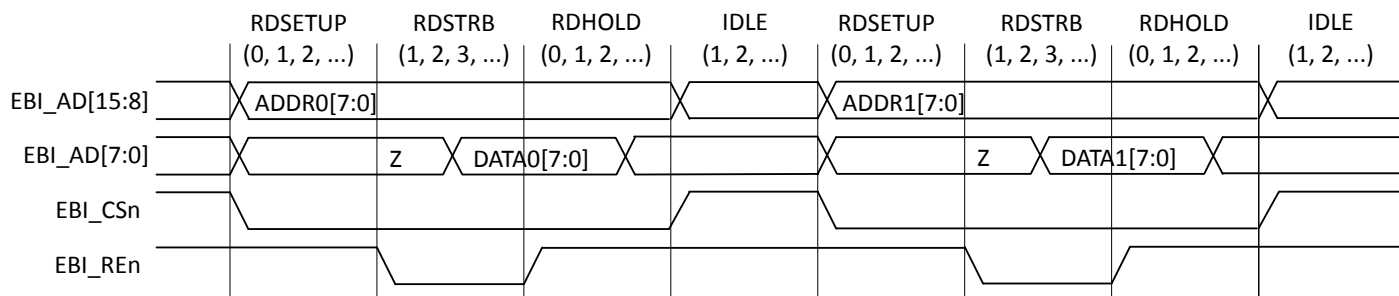 RDSETUP RDSTRB RDHOLD IDLE RDSETUP RDSTRB RDHOLD IDLE
(0, 1, 2, ...) (1, 2, 3, ...) (0, 1, 2, ...) (1, 2, ...) (0, 1, 2, ...) (1, 2, 3, ...) (0, 1, 2, ...) (1, 2, ...)
EBI_AD[15:8] ADDR0[7:0] ADDR1[7:0]
EBI_AD[7:0] Z DATA0[7:0] Z DATA1[7:0]
EBI_CSn
EBI_REn